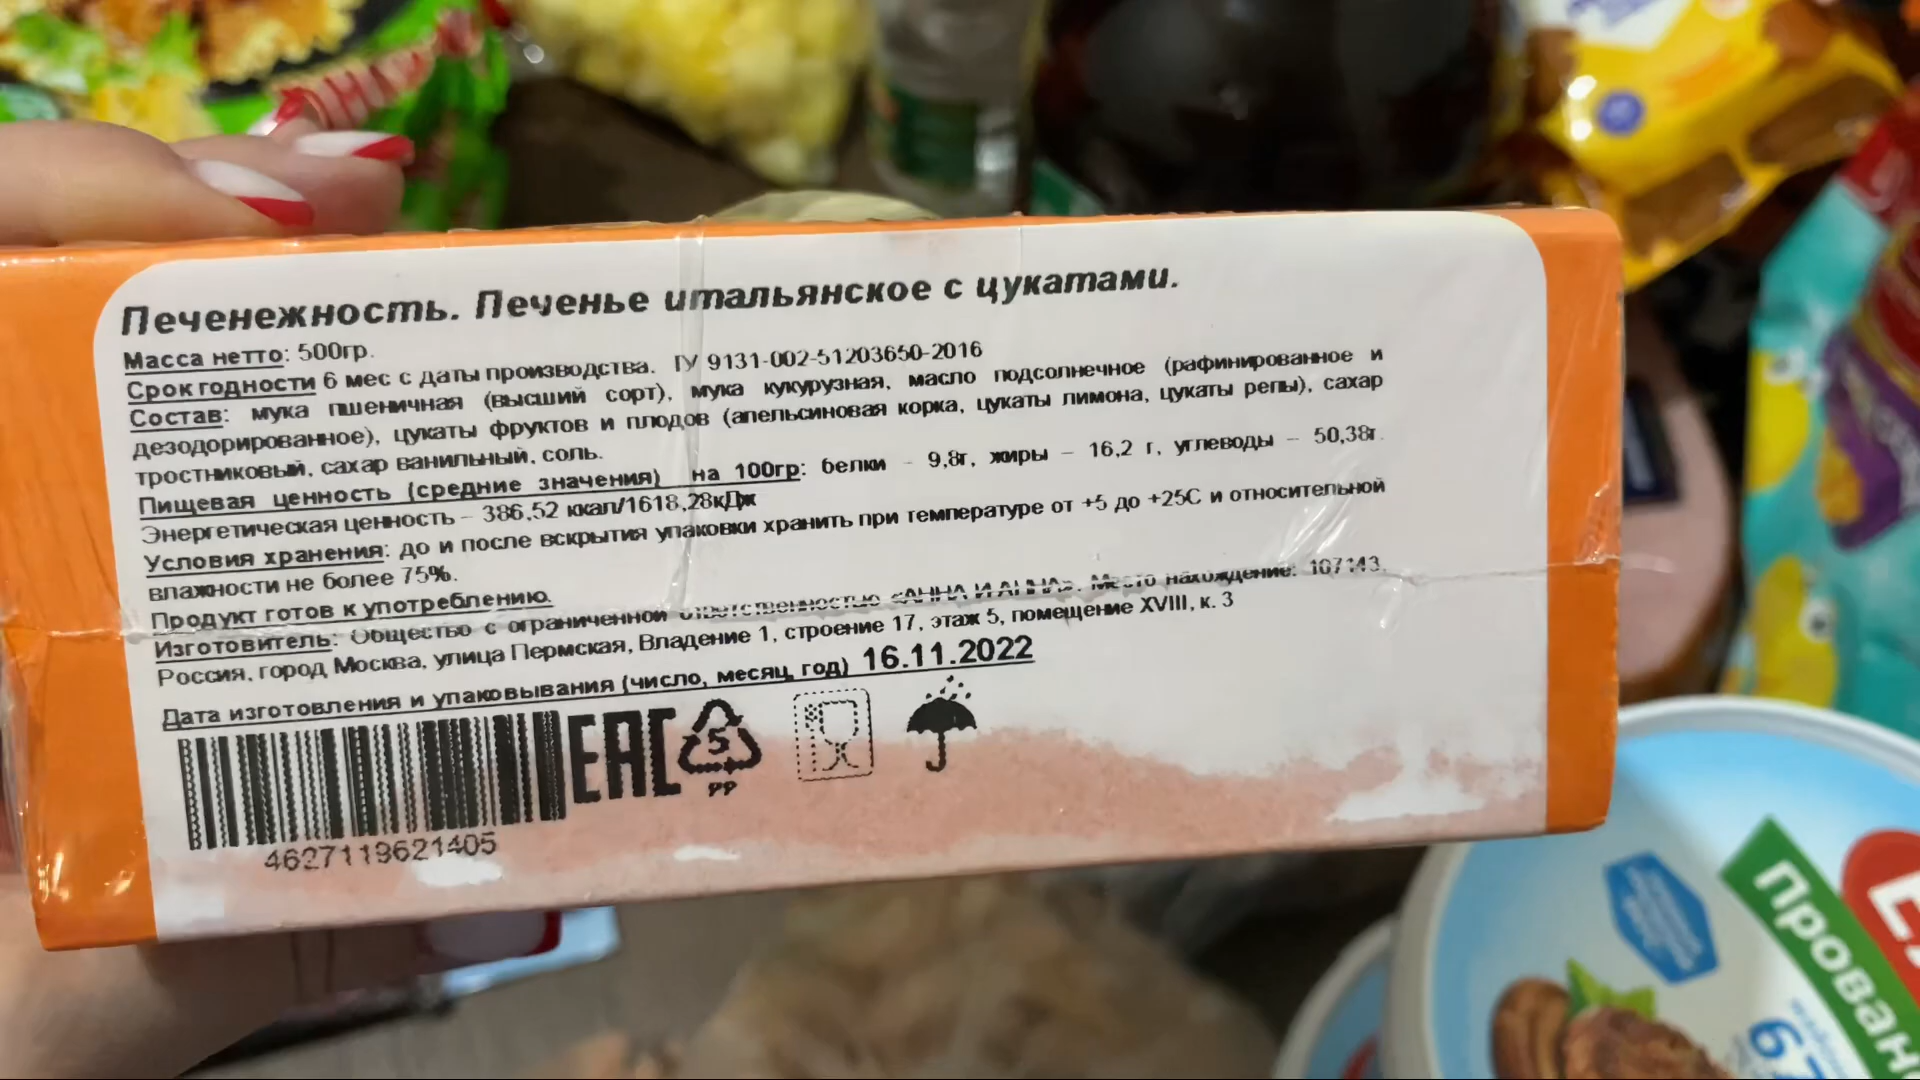 Печенежность. Печенье итальянское с цукатами.
Масса нетто: 500гр.
Срок годности 6 мес с даты производства. ТУ 9131-002-51203650-2016
Состав: мука пшеничная (высший сорт), мука кукурузная, масло подсолнечное (рафинированное и
дезодорированное), цукаты фруктов и плодов (апельсиновая корка, цукаты лимона, цукаты репы), сахар
тростниковый, сахар ванильный, соль.
Пищевая ценность (средние значения) на 100гр: белки – 9,8г, жиры – 16,2 г, углеводы – 50,38г.
Энергетическая ценность – 386,52 ккал/1618,28кДж
Условия хранения: до и после вскрытия упаковки хранить при температуре от +5 до +25С и относительной
влажности не более 75%.
Продукт готов к употреблению.
Изготовитель: Общество с ограниченной ответственностью «АННА И АННА». Место нахождение: 107143,
Россия, город Москва, улица Пермская, Владение 1, строение 17, этаж 5, помещение XVIII, к. 3
Дата изготовления и упаковывания (число, месяц, год) 16.11.2022
EAC
5
PP
4627119621405
Прован
67